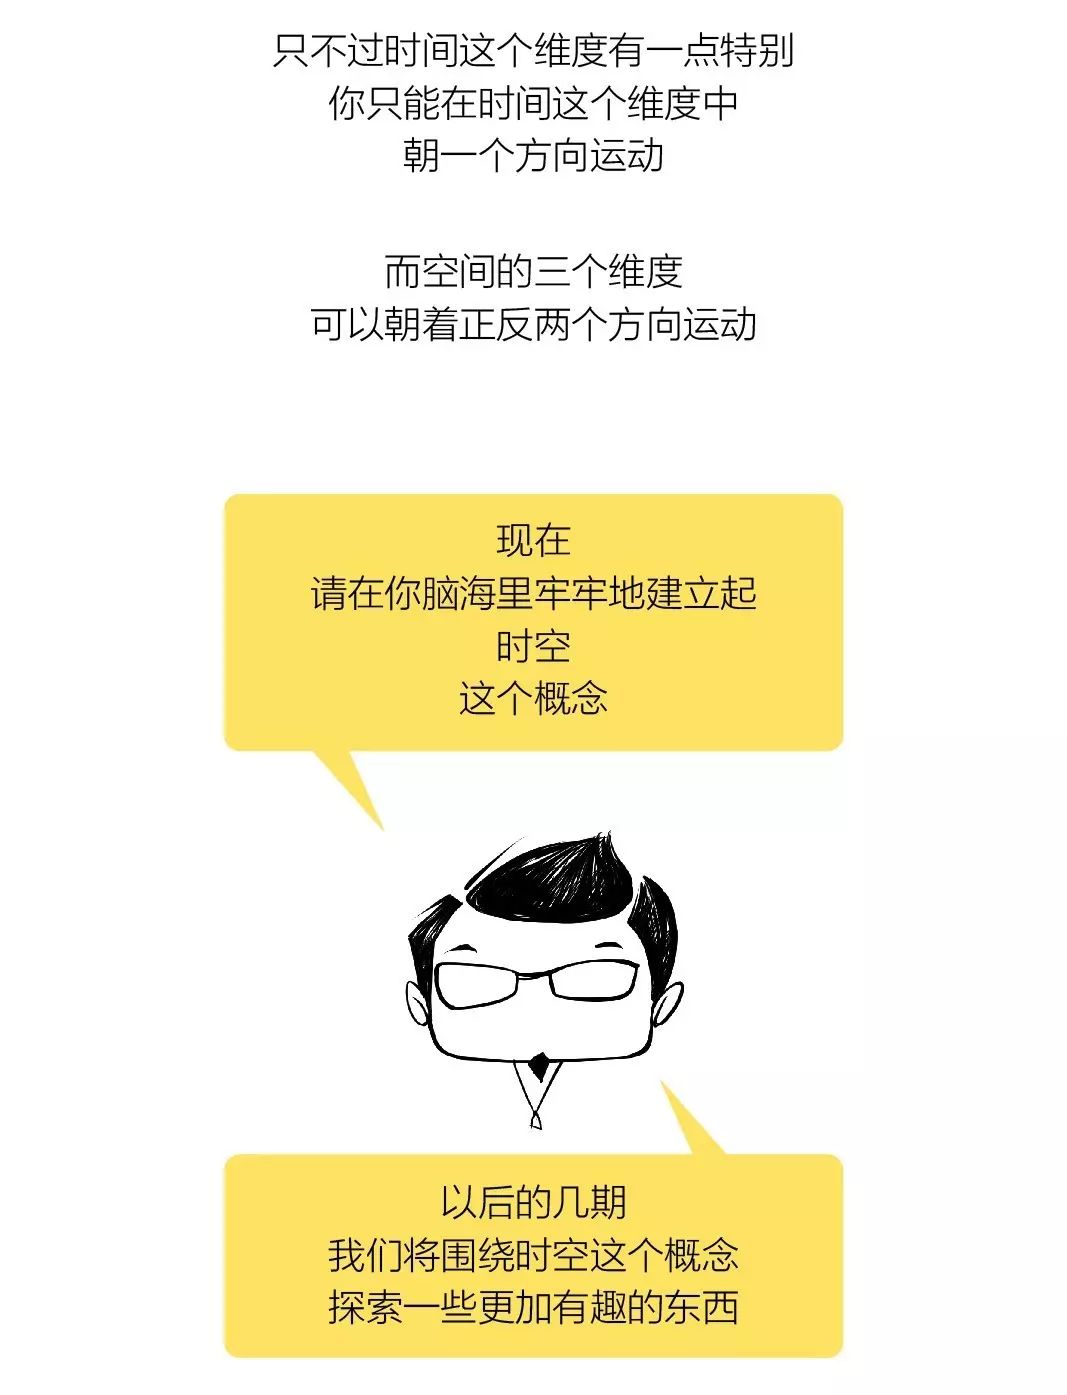 只不过时间这个维度有一点特别
你只能在时间这个维度中
朝一个方向运动
而空间的三个维度
可以朝着正反两个方向运动
现在
请在你脑海里牢牢地建立起
时空
这个概念
以后的几期
我们将围绕时空这个概念
探索一些更加有趣的东西